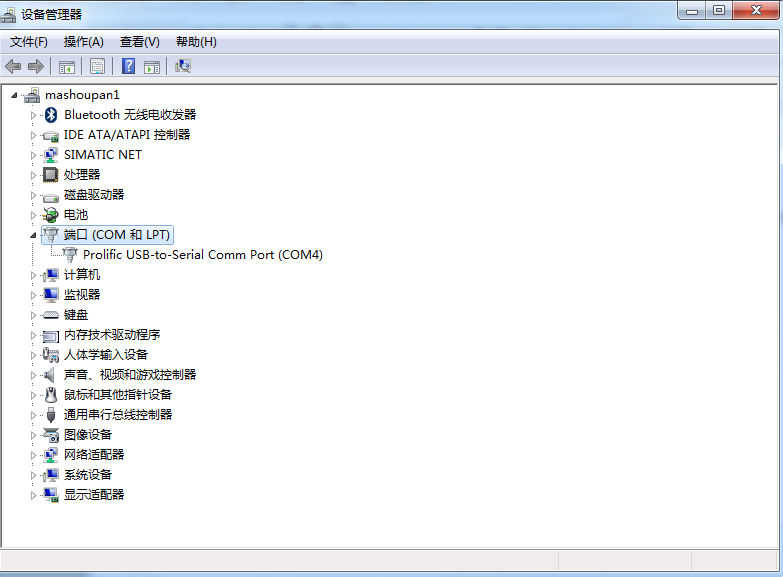 设备管理器
文件(F) 操作(A) 查看(V) 帮助(H)
mashoupan1
Bluetooth 无线电收发器
IDE ATA/ATAPI 控制器
SIMATIC NET
处理器
磁盘驱动器
电池
端口 (COM 和 LPT)
Prolific USB-to-Serial Comm Port (COM4)
计算机
监视器
键盘
内存技术驱动程序
人体学输入设备
声音、视频和游戏控制器
鼠标和其他指针设备
通用串行总线控制器
图像设备
网络适配器
系统设备
显示适配器